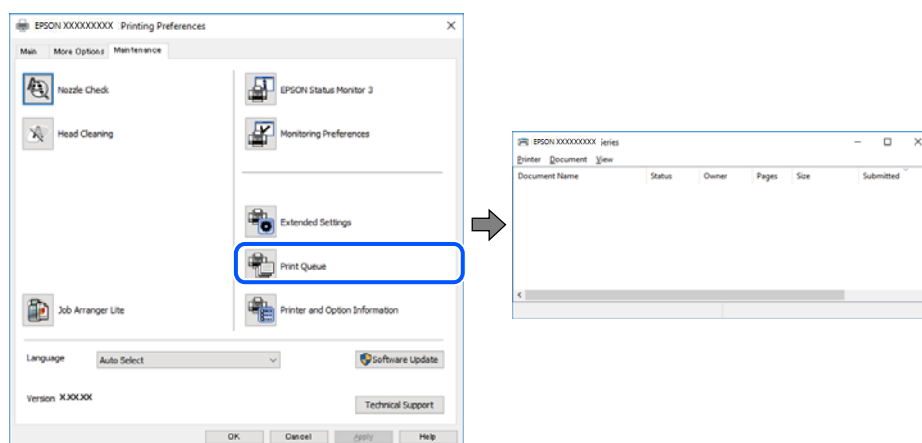 EPSON XXXXXXXXX Printing Preferences
Main More Options Maintenance
Nozzle Check
EPSON Status Monitor 3
Head Cleaning
Monitoring Preferences
Extended Settings
Print Queue
Job Arranger Lite
Printer and Option Information
Language Auto Select Software Update
Version X.XX.XX
Technical Support
OK Cancel Apply Help
EPSON XXXXXXXXX
Printer Document View
Document Name Status Owner Pages Size Submitted